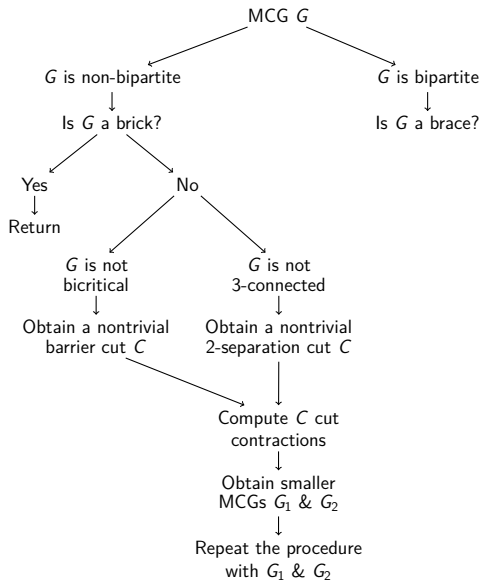 MCG G
G is non-bipartite
G is bipartite
Is G a brick?
Is G a brace?
Yes
No
Return
G is not
bicritical
G is not
3-connected
Obtain a nontrivial
barrier cut C
Obtain a nontrivial
2-separation cut C
Compute C cut
contractions
Obtain smaller
MCGs G₁ & G₂
Repeat the procedure
with G₁ & G₂